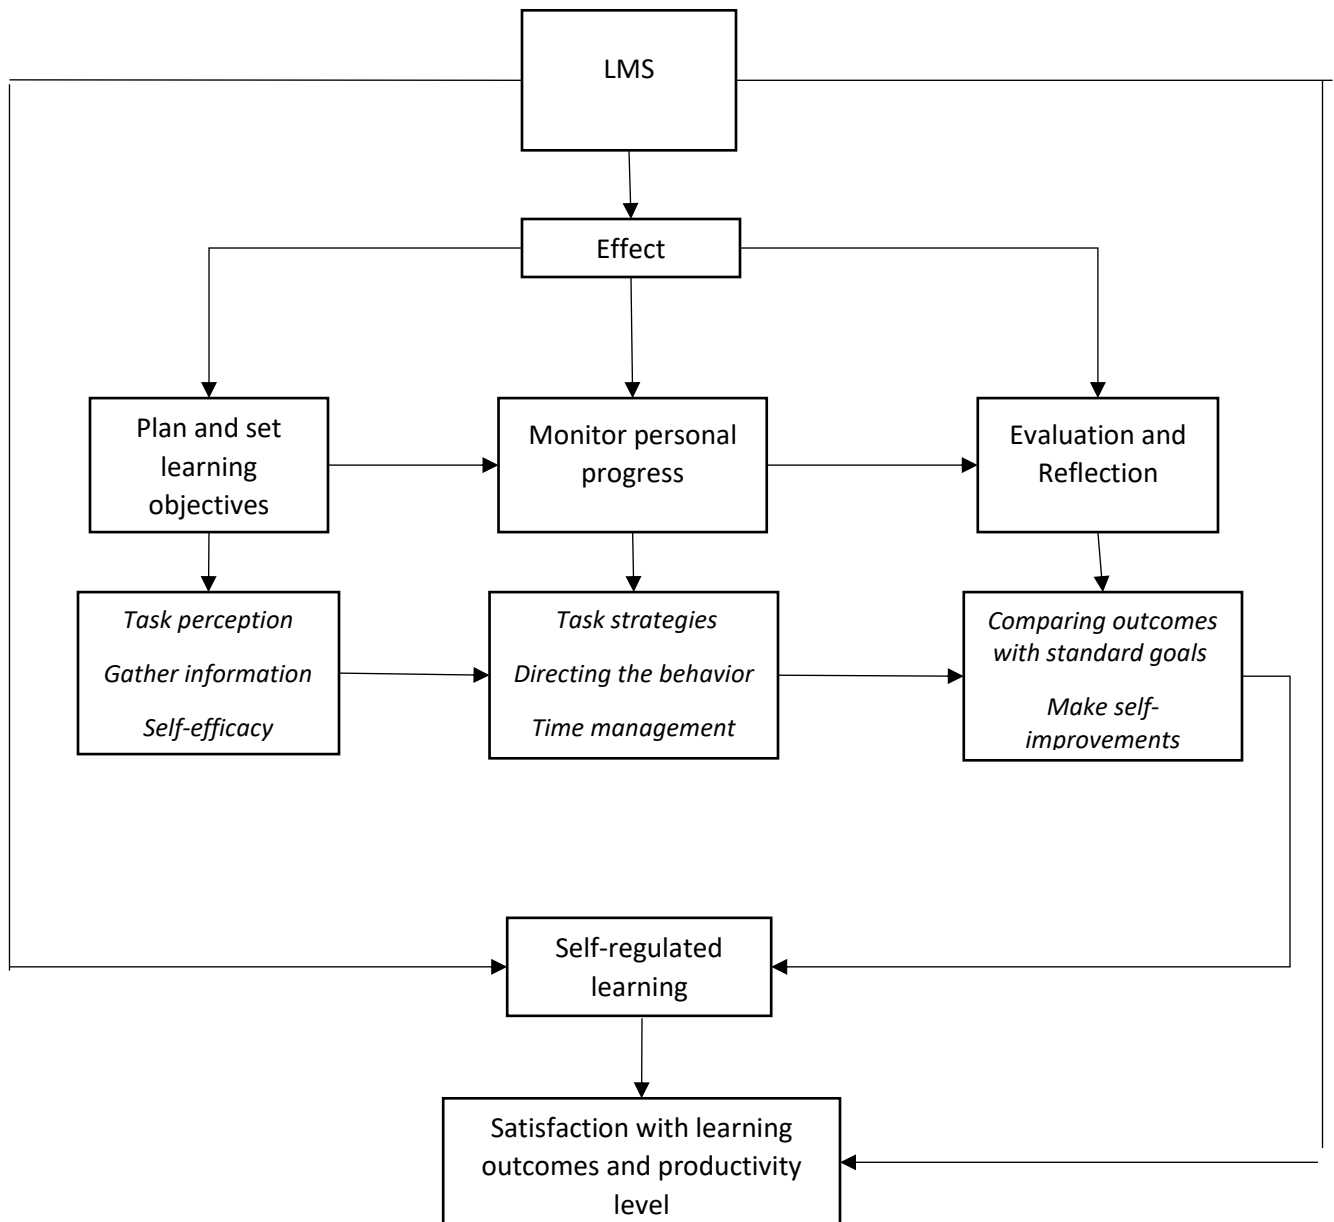 LMS
Effect
Plan and set
learning
objectives
Monitor personal
progress
Evaluation and
Reflection
Task perception
Gather information
Self-efficacy
Task strategies
Directing the behavior
Time management
Comparing outcomes
with standard goals
Make self-
improvements
Self-regulated
learning
Satisfaction with learning
outcomes and productivity
level